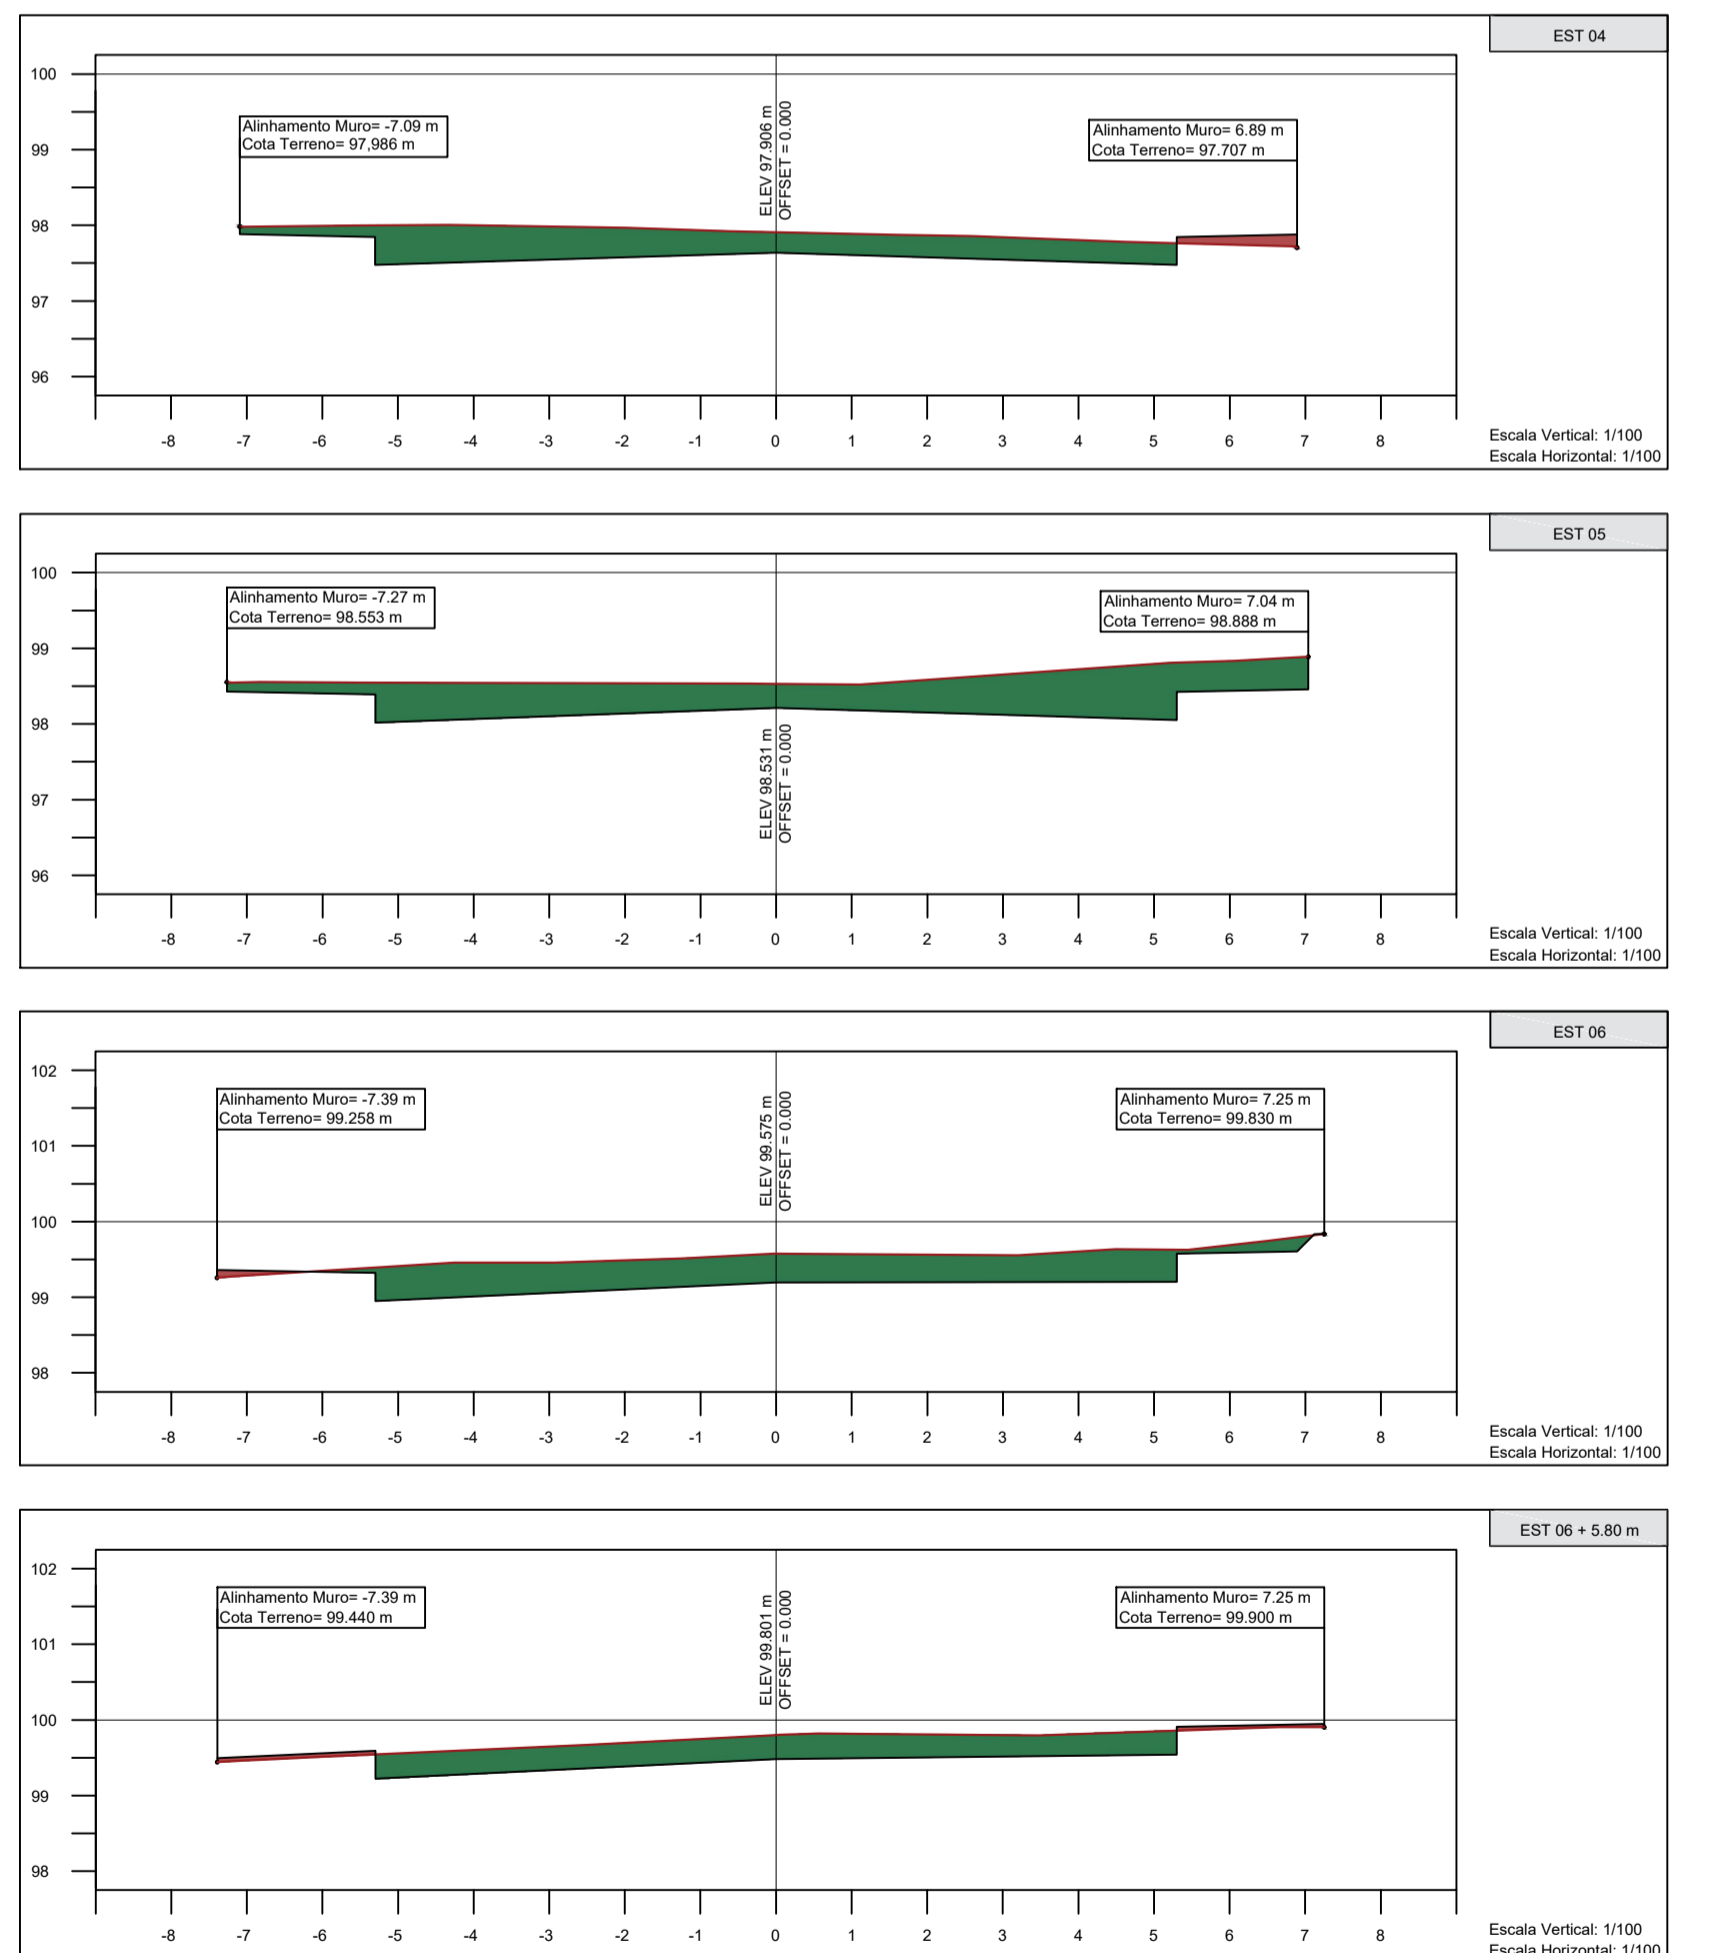 EST 04
100
99
98
97
96
Alinhamento Muro= -7.09 m
Cota Terreno= 97,986 m
ELEV 97.906 m
OFFSET = 0.000
Alinhamento Muro= 6.89 m
Cota Terreno= 97.707 m
-8 -7 -6 -5 -4 -3 -2 -1 0 1 2 3 4 5 6 7 8
Escala Vertical: 1/100
Escala Horizontal: 1/100
EST 05
100
99
98
97
96
Alinhamento Muro= -7.27 m
Cota Terreno= 98.553 m
ELEV 98.531 m
OFFSET = 0.000
Alinhamento Muro= 7.04 m
Cota Terreno= 98.888 m
-8 -7 -6 -5 -4 -3 -2 -1 0 1 2 3 4 5 6 7 8
Escala Vertical: 1/100
Escala Horizontal: 1/100
EST 06
102
101
100
99
98
Alinhamento Muro= -7.39 m
Cota Terreno= 99.258 m
ELEV 99.575 m
OFFSET = 0.000
Alinhamento Muro= 7.25 m
Cota Terreno= 99.830 m
-8 -7 -6 -5 -4 -3 -2 -1 0 1 2 3 4 5 6 7 8
Escala Vertical: 1/100
Escala Horizontal: 1/100
EST 06 + 5.80 m
102
101
100
99
98
Alinhamento Muro= -7.39 m
Cota Terreno= 99.440 m
ELEV 99.801 m
OFFSET = 0.000
Alinhamento Muro= 7.25 m
Cota Terreno= 99.900 m
-8 -7 -6 -5 -4 -3 -2 -1 0 1 2 3 4 5 6 7 8
Escala Vertical: 1/100
Escala Horizontal: 1/100